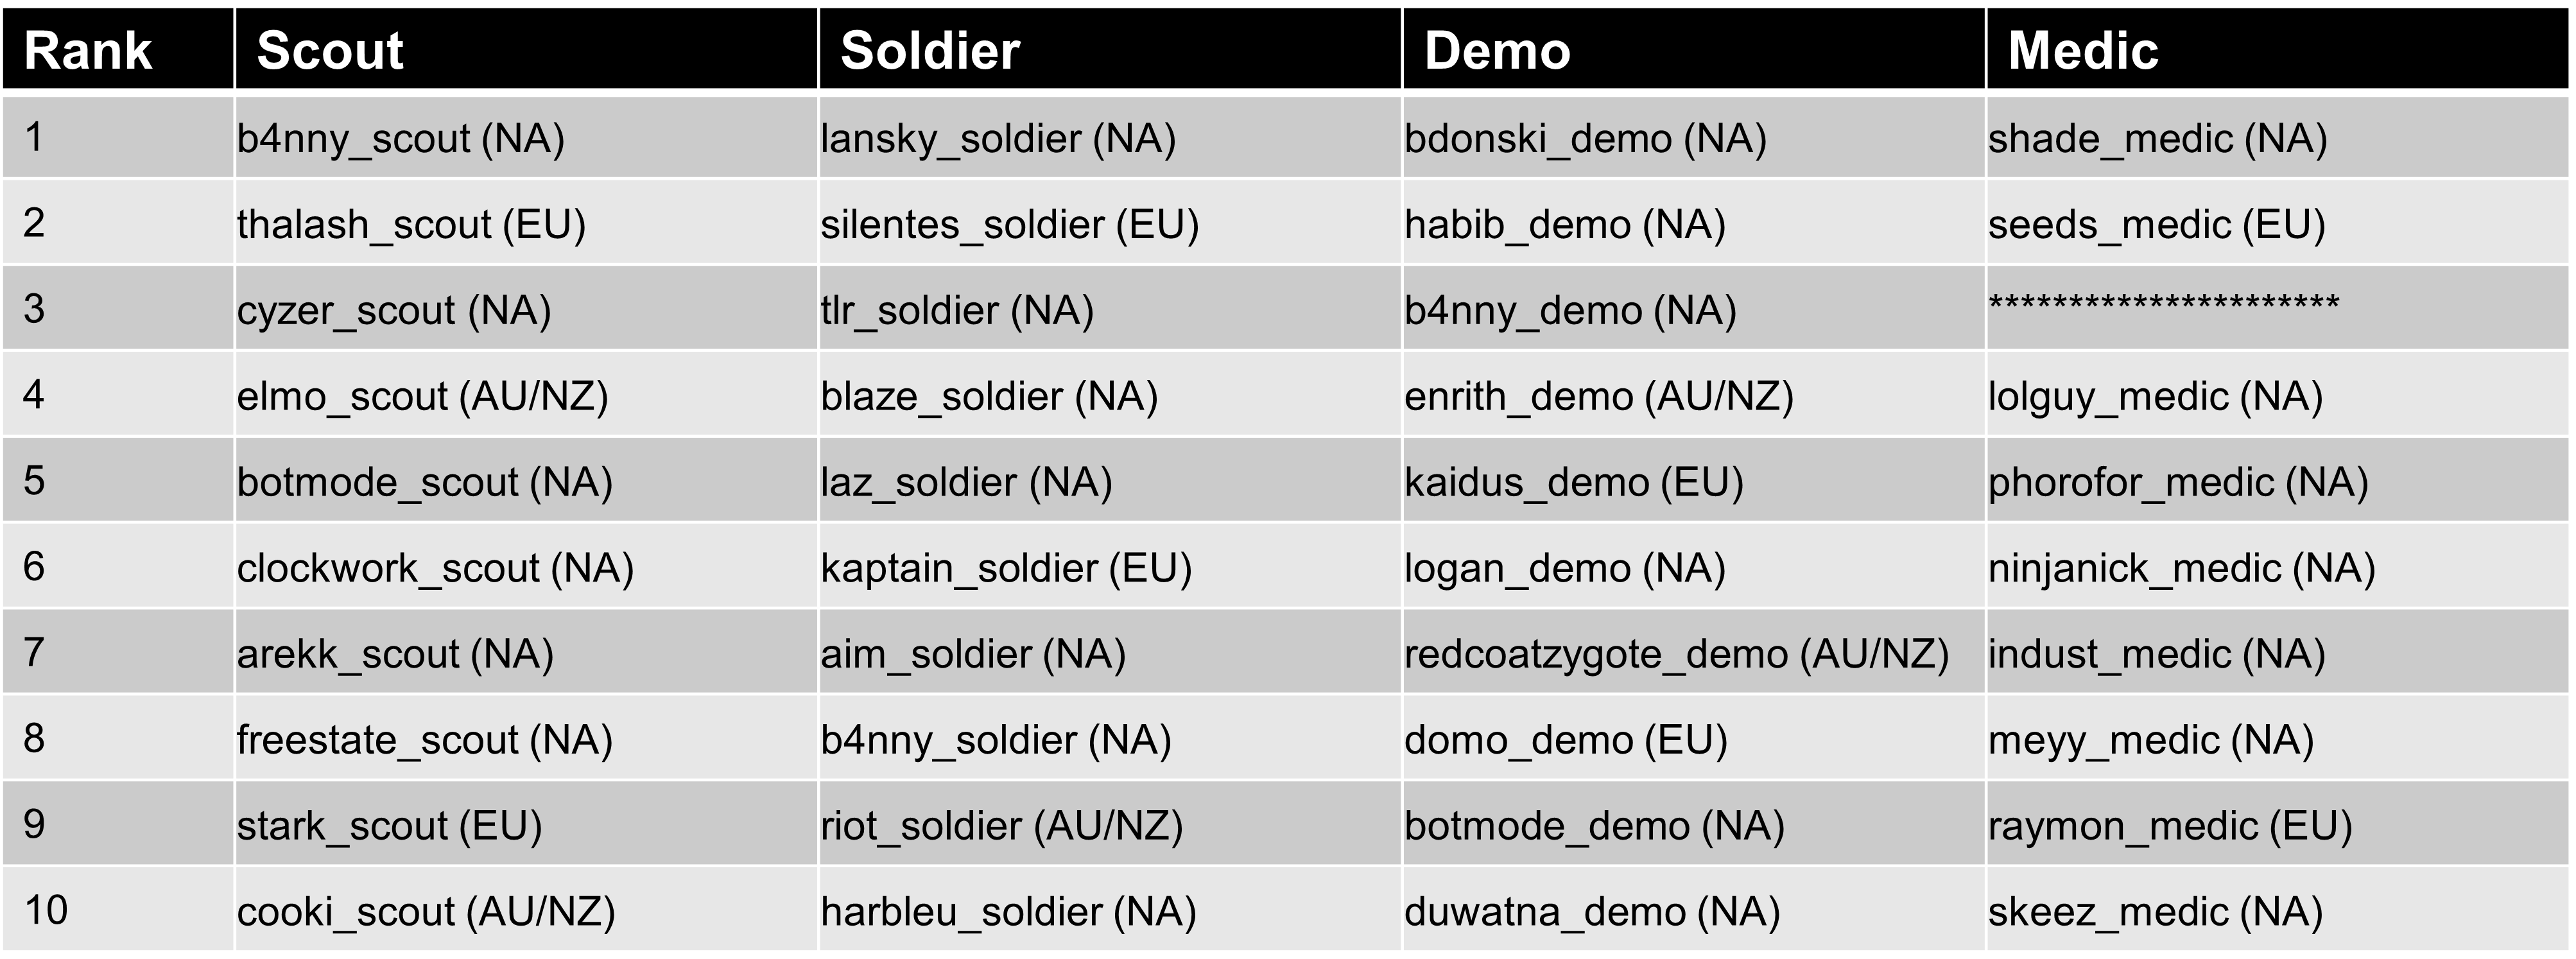 Rank Scout Soldier Demo Medic
1 b4nny_scout (NA) lansky_soldier (NA) bdonski_demo (NA) shade_medic (NA)
2 thalash_scout (EU) silentes_soldier (EU) habib_demo (NA) seeds_medic (EU)
3 cyzer_scout (NA) tlr_soldier (NA) b4nny_demo (NA) **********************
4 elmo_scout (AU/NZ) blaze_soldier (NA) enrith_demo (AU/NZ) lolguy_medic (NA)
5 botmode_scout (NA) laz_soldier (NA) kaidus_demo (EU) phorofor_medic (NA)
6 clockwork_scout (NA) kaptain_soldier (EU) logan_demo (NA) ninjanick_medic (NA)
7 arekk_scout (NA) aim_soldier (NA) redcoatzygote_demo (AU/NZ) indust_medic (NA)
8 freestate_scout (NA) b4nny_soldier (NA) domo_demo (EU) meyy_medic (NA)
9 stark_scout (EU) riot_soldier (AU/NZ) botmode_demo (NA) raymon_medic (EU)
10 cooki_scout (AU/NZ) harbleu_soldier (NA) duwatna_demo (NA) skeez_medic (NA)